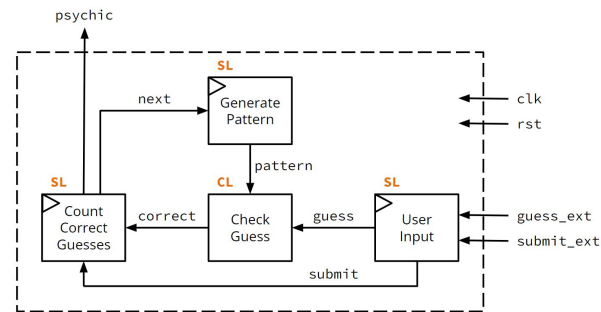 psychic
SL
next
Generate
Pattern
clk
rst
pattern
SL
CL
SL
Count
Correct
Guesses
correct
Check
Guess
guess
User
Input
guess_ext
submit_ext
submit